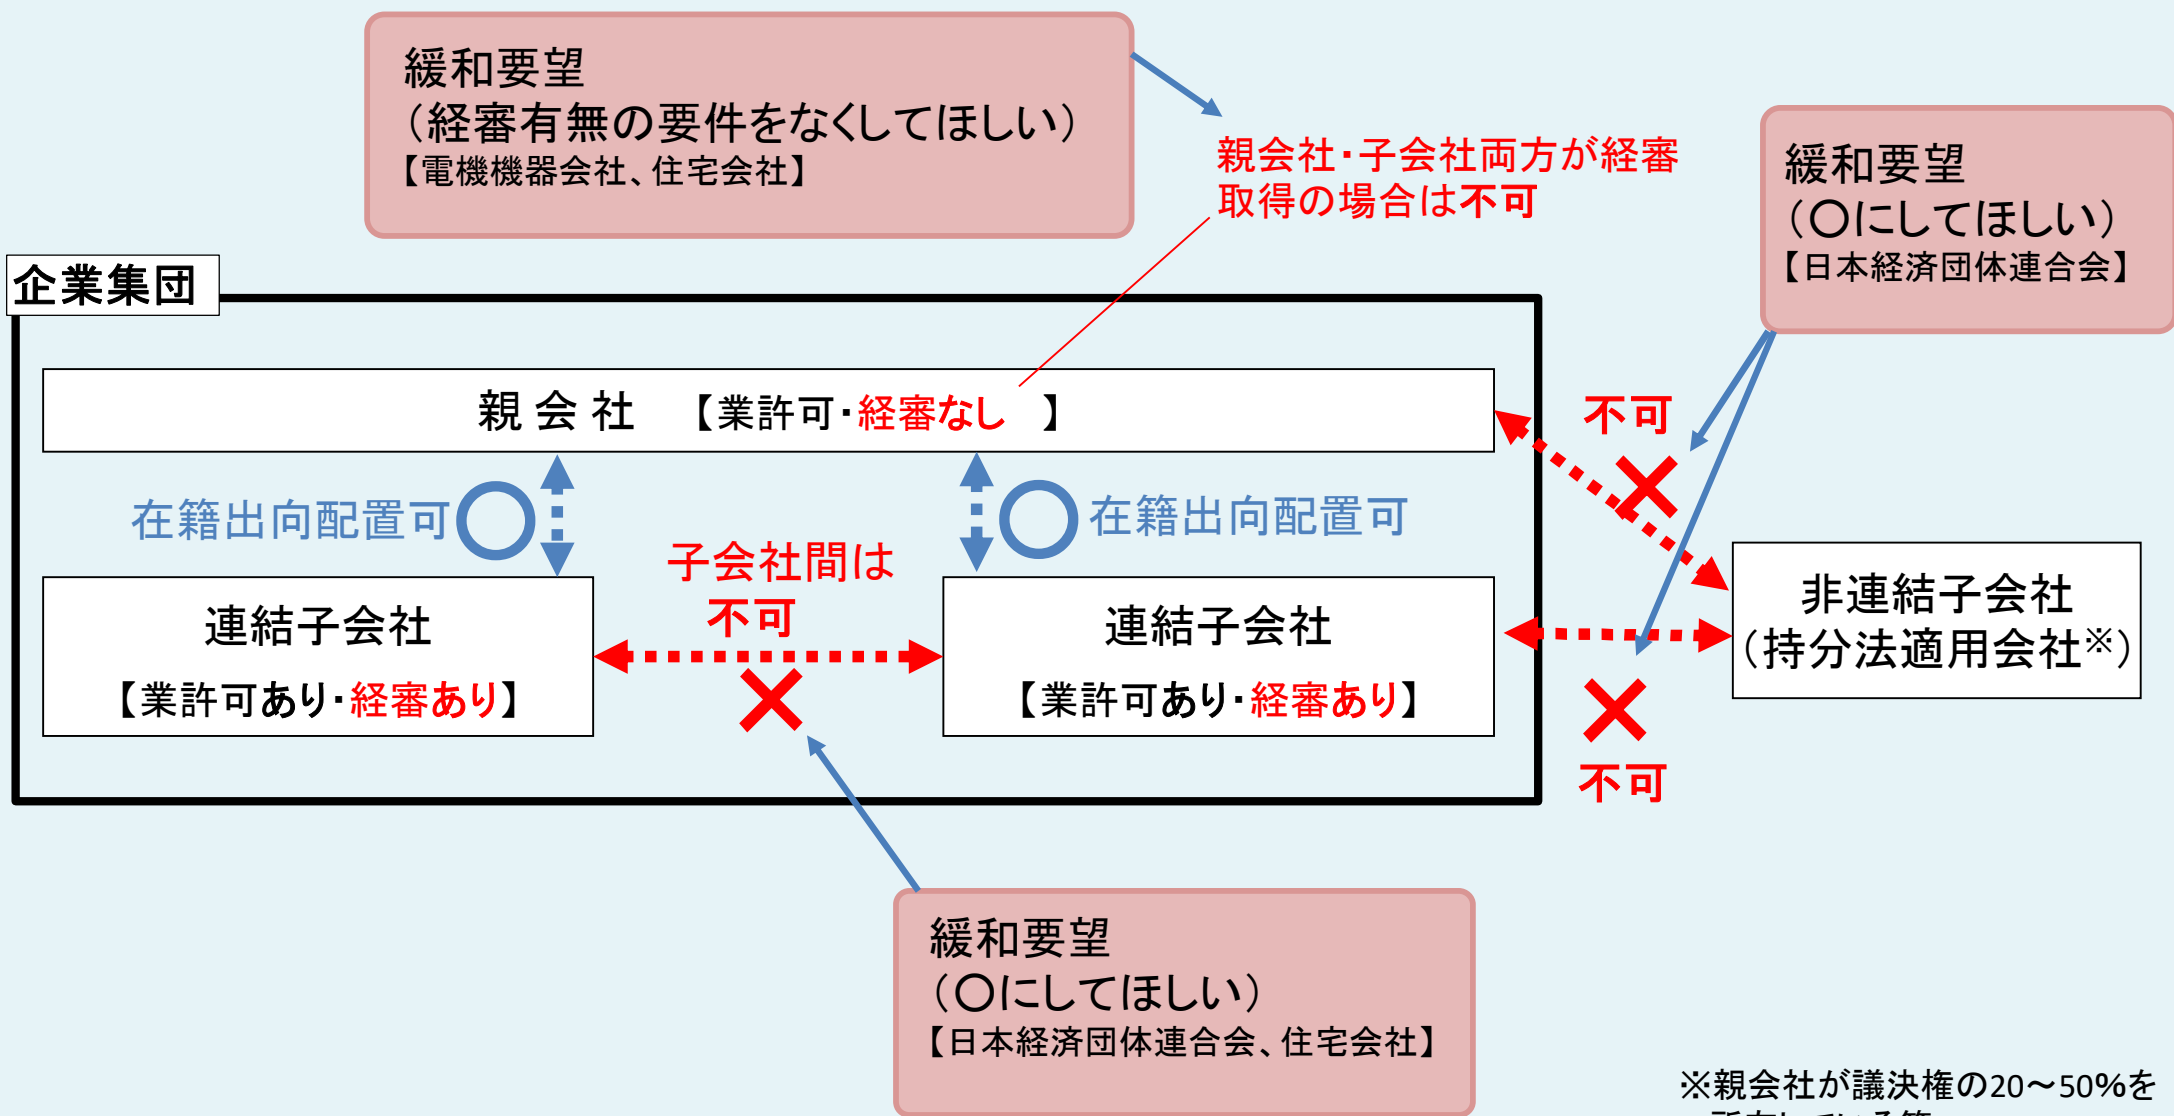 緩和要望
（経審有無の要件をなくしてほしい）
【電機機器会社、住宅会社】
親会社・子会社両方が経審
取得の場合は不可
緩和要望
（〇にしてほしい）
【日本経済団体連合会】
企業集団
親 会 社　【業許可・経審なし　】
不可
在籍出向配置可
在籍出向配置可
子会社間は
不可
連結子会社
【業許可あり・経審あり】
連結子会社
【業許可あり・経審あり】
非連結子会社
（持分法適用会社※）
不可
緩和要望
（〇にしてほしい）
【日本経済団体連合会、住宅会社】
※親会社が議決権の20～50%を